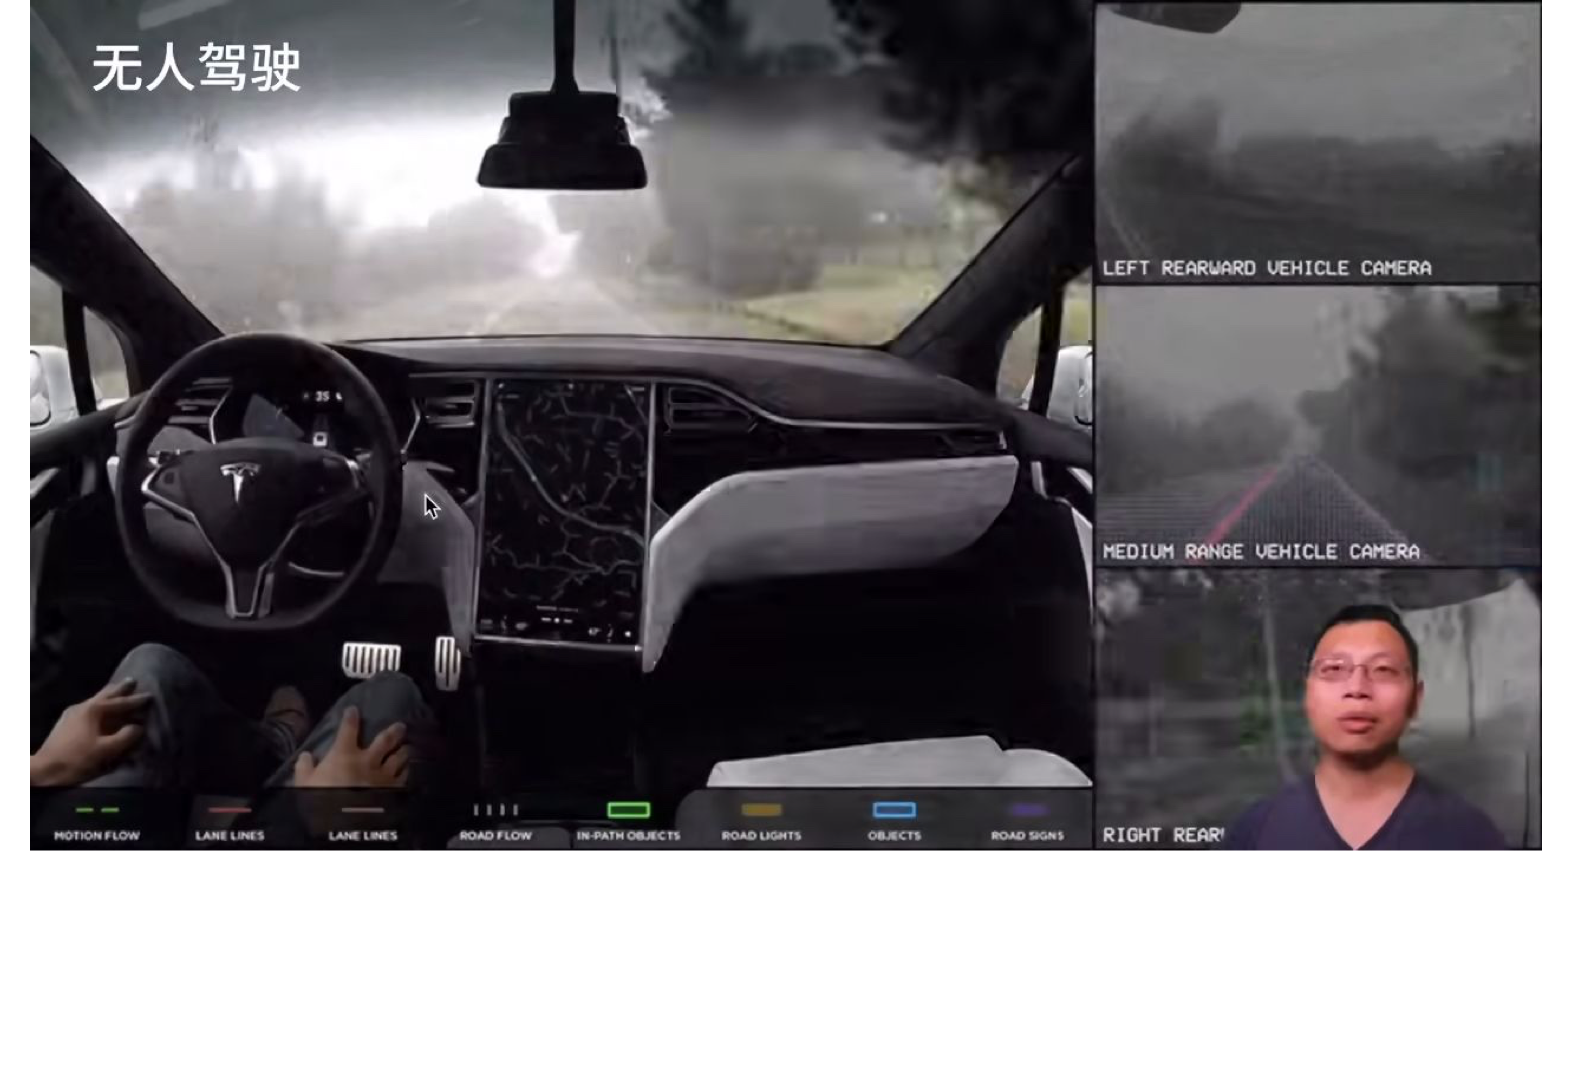 无人驾驶
35
LEFT REARWARD VEHICLE CAMERA
MEDIUM RANGE VEHICLE CAMERA
RIGHT REAR
MOTION FLOW
LANE LINES
LANE LINES
ROAD FLOW
IN-PATH OBJECTS
ROAD LIGHTS
OBJECTS
ROAD SIGNS